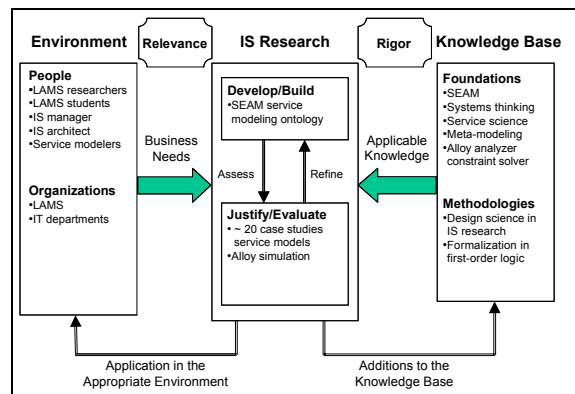 Environment
Relevance
IS Research
Rigor
Knowledge Base
People
•LAMS researchers
•LAMS students
•IS manager
•IS architect
•Service modelers
Organizations
•LAMS
•IT departments
Business
Needs
Develop/Build
•SEAM service
modeling ontology
Assess
Refine
Justify/Evaluate
•~ 20 case studies
service models
•Alloy simulation
Applicable
Knowledge
Foundations
•SEAM
•Systems thinking
•Service science
•Meta-modeling
•Alloy analyzer
constraint solver
Methodologies
•Design science in
IS research
•Formalization in
first-order logic
Application in the
Appropriate Environment
Additions to the
Knowledge Base